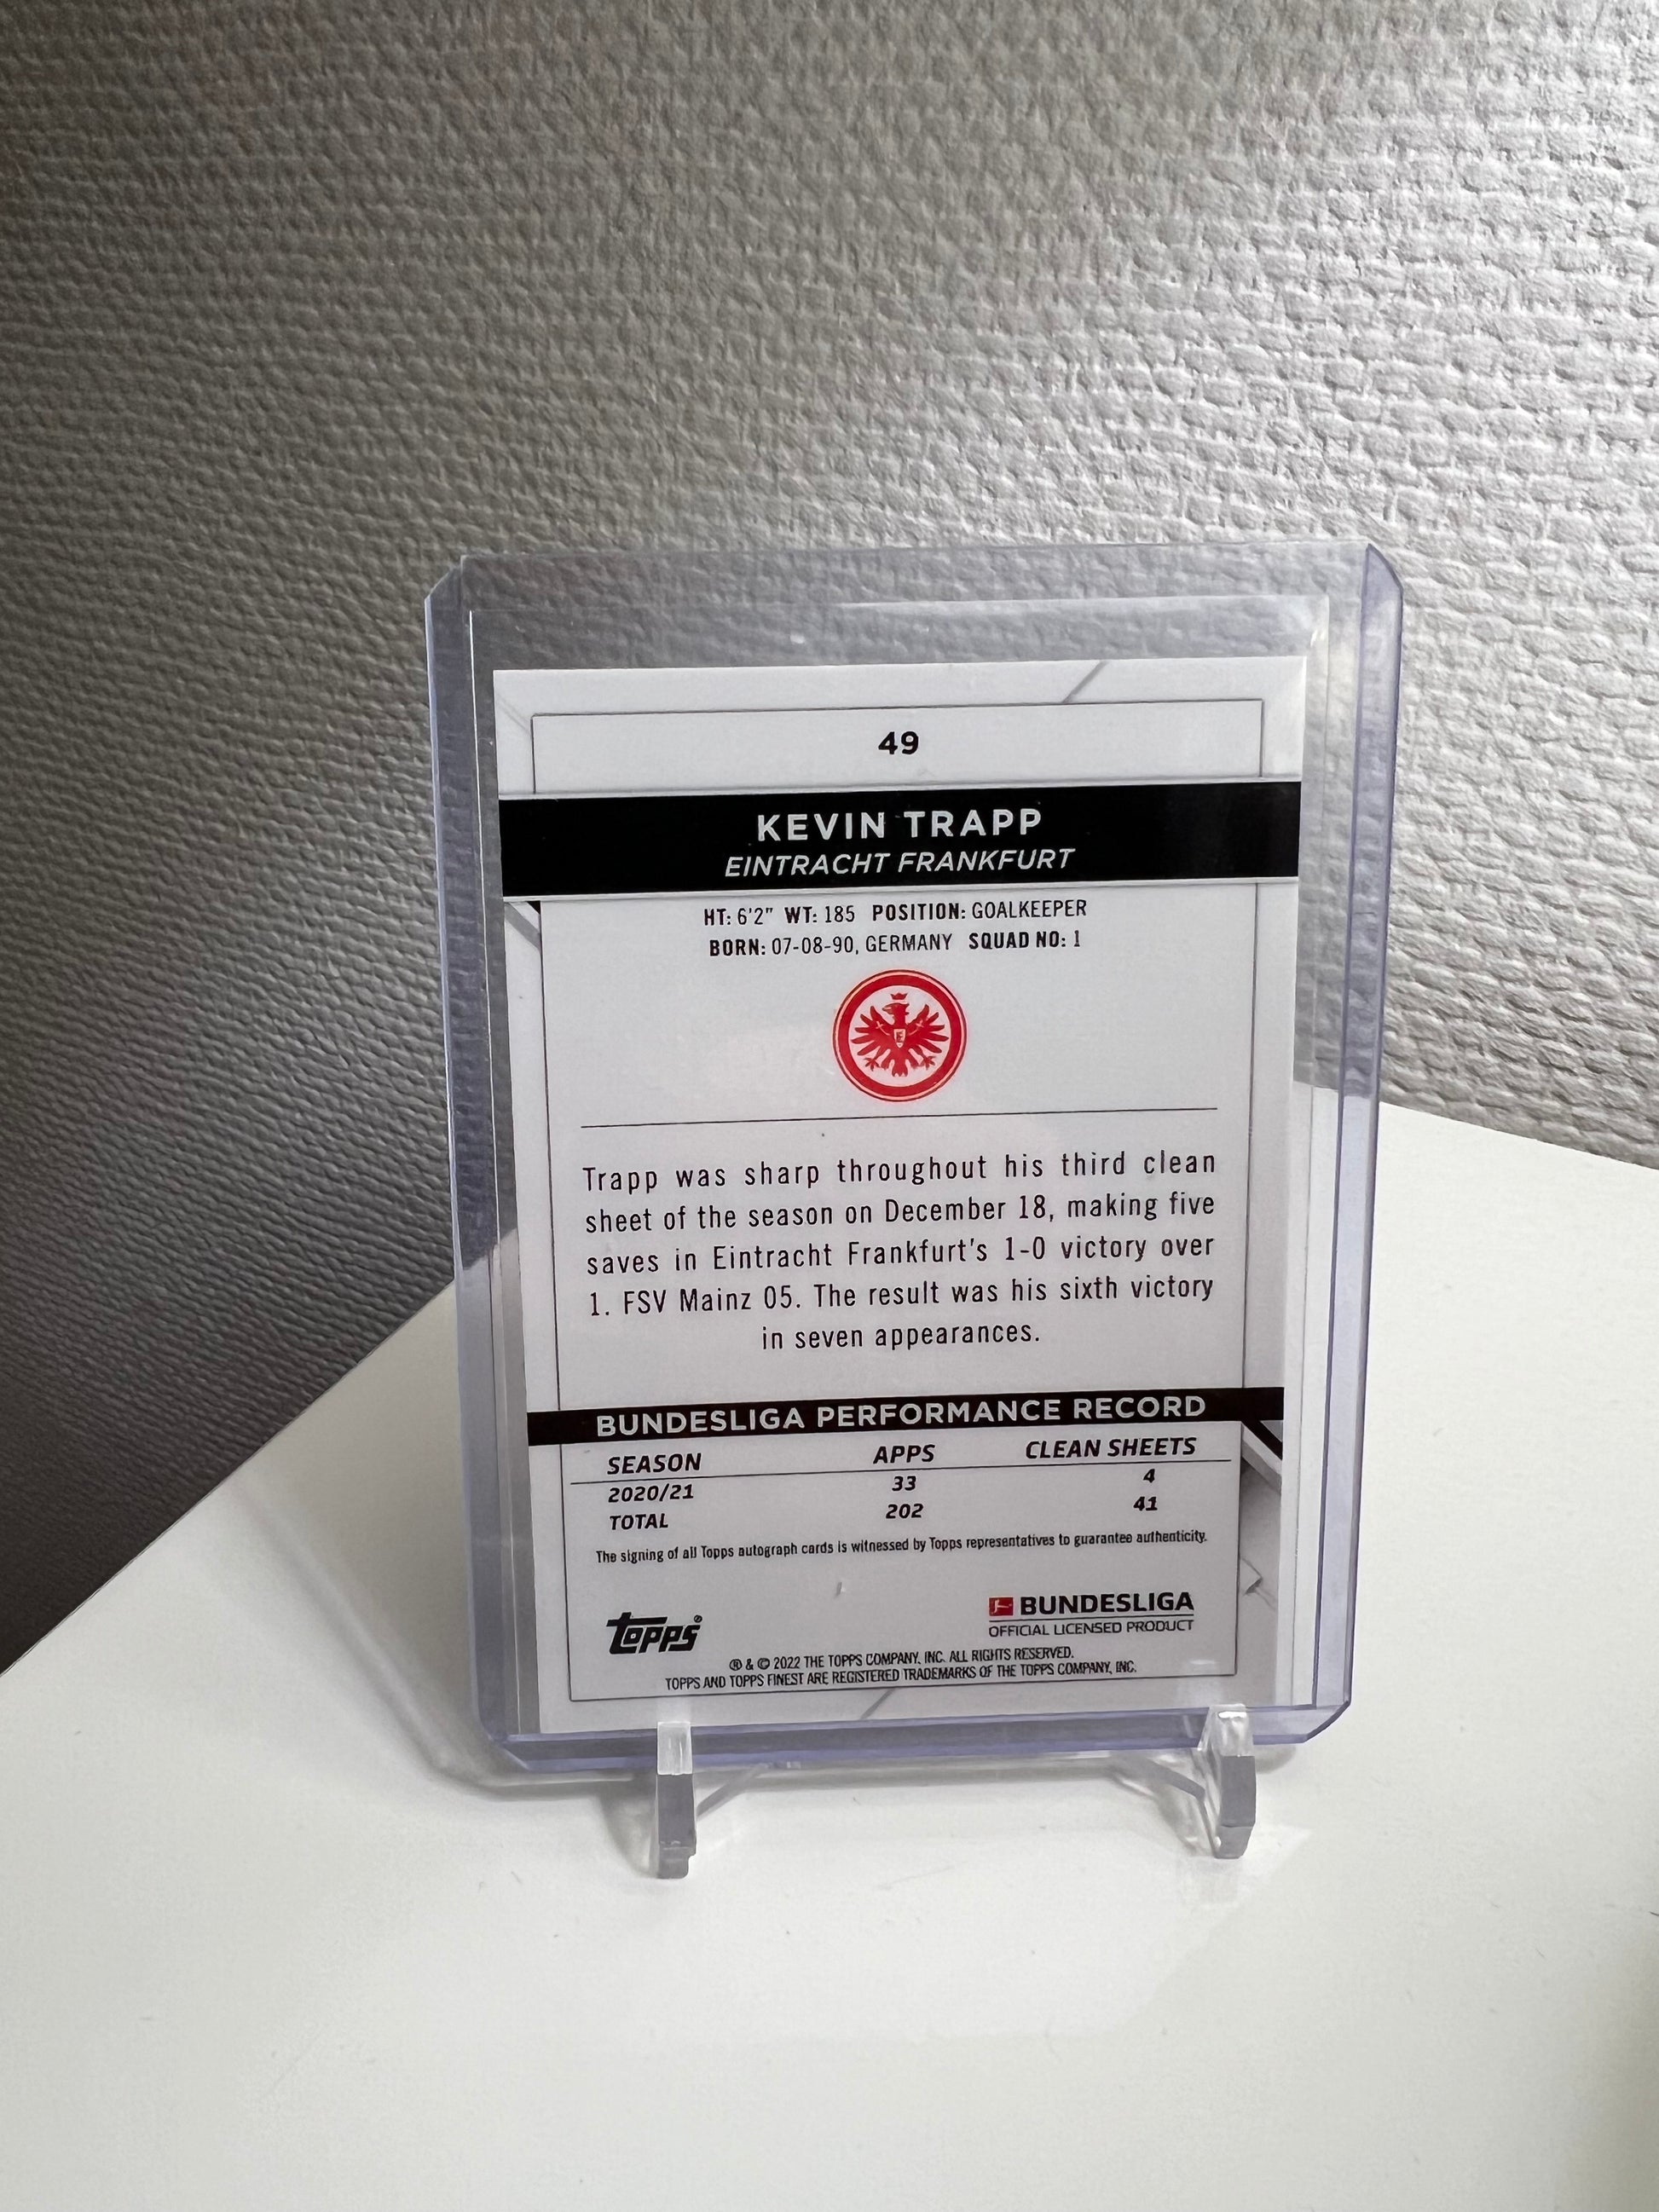 49
KEVIN TRAPP
EINTRACHT FRANKFURT
HT: 6'2" WT: 185 POSITION: GOALKEEPER
BORN: 07-08-90, GERMANY SQUAD NO: 1
E
Trapp was sharp throughout his third clean
sheet of the season on December 18, making five
saves in Eintracht Frankfurt's 1-0 victory over
1. FSV Mainz 05. The result was his sixth victory
in seven appearances.
BUNDESLIGA PERFORMANCE RECORD
SEASON APPS CLEAN SHEETS
2020/21 33 4
TOTAL 202 41
The signing of all Topps autograph cards is witnessed by Topps representatives to guarantee authenticity.
topps®
BUNDESLIGA
OFFICIAL LICENSED PRODUCT
® & © 2022 THE TOPPS COMPANY, INC. ALL RIGHTS RESERVED.
TOPPS AND TOPPS FINEST ARE REGISTERED TRADEMARKS OF THE TOPPS COMPANY, INC.